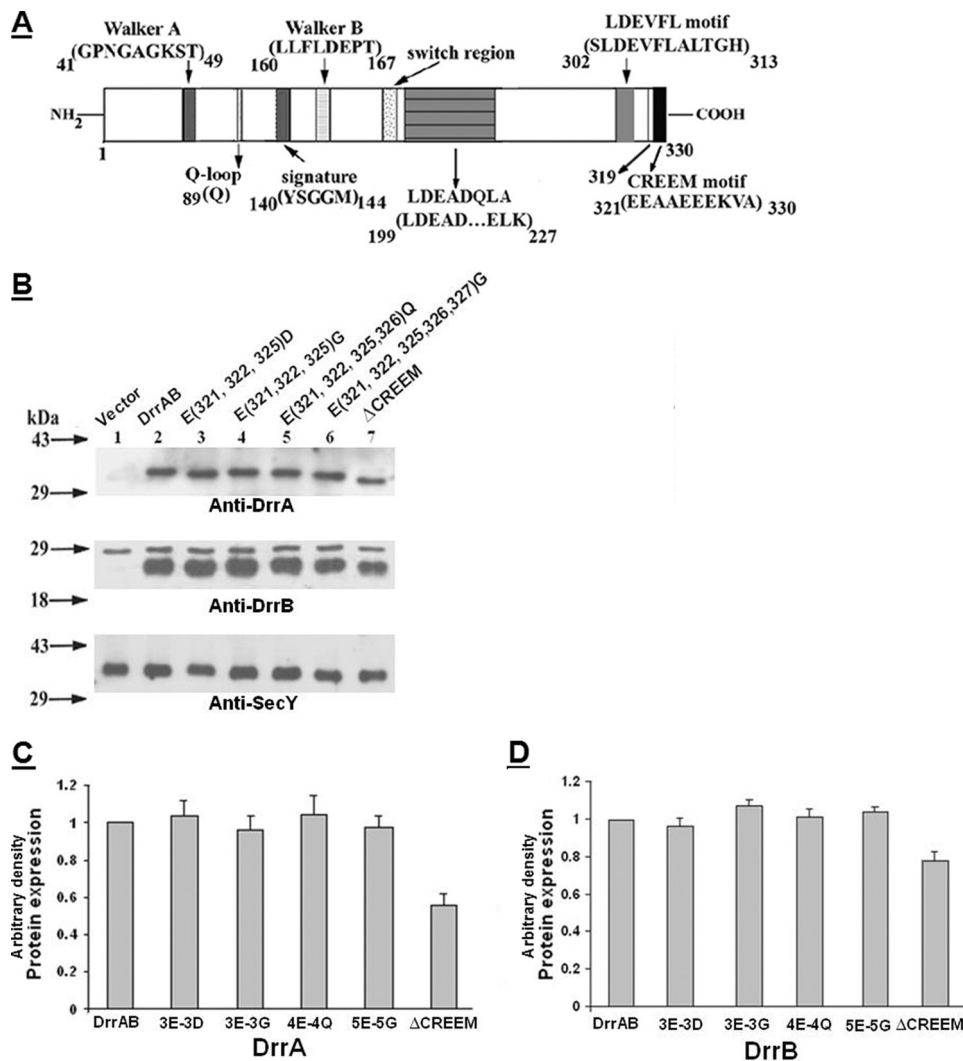 A
Walker A
(GPNGAGKST)
41 49
Walker B
(LLFLDEPT)
160 167
switch region
LDEVFL motif
(SLDEVFLALTGH)
302 313
NH2
COOH
1
330
Q-loop
89(Q)
signature
140(YSGGM)144
LDEADQLA
(LDEAD...ELK)
199 227
319
CREEM motif
321(EEAAEEEKVA)330
B
Vector
DrrAB
E(321, 322, 325)D
E(321,322, 325)G
E(321, 322, 325,326)Q
E(321, 322, 325,326,327)G
ΔCREEM
kDa
1 2 3 4 5 6 7
43
29
Anti-DrrA
29
18
Anti-DrrB
43
29
Anti-SecY
C
Arbitrary density
Protein expression
1.2
1
0.8
0.6
0.4
0.2
0
DrrAB 3E-3D 3E-3G 4E-4Q 5E-5G ΔCREEM
DrrA
D
Arbitrary density
Protein expression
1.2
1
0.8
0.6
0.4
0.2
0
DrrAB 3E-3D 3E-3G 4E-4Q 5E-5G ΔCREEM
DrrB